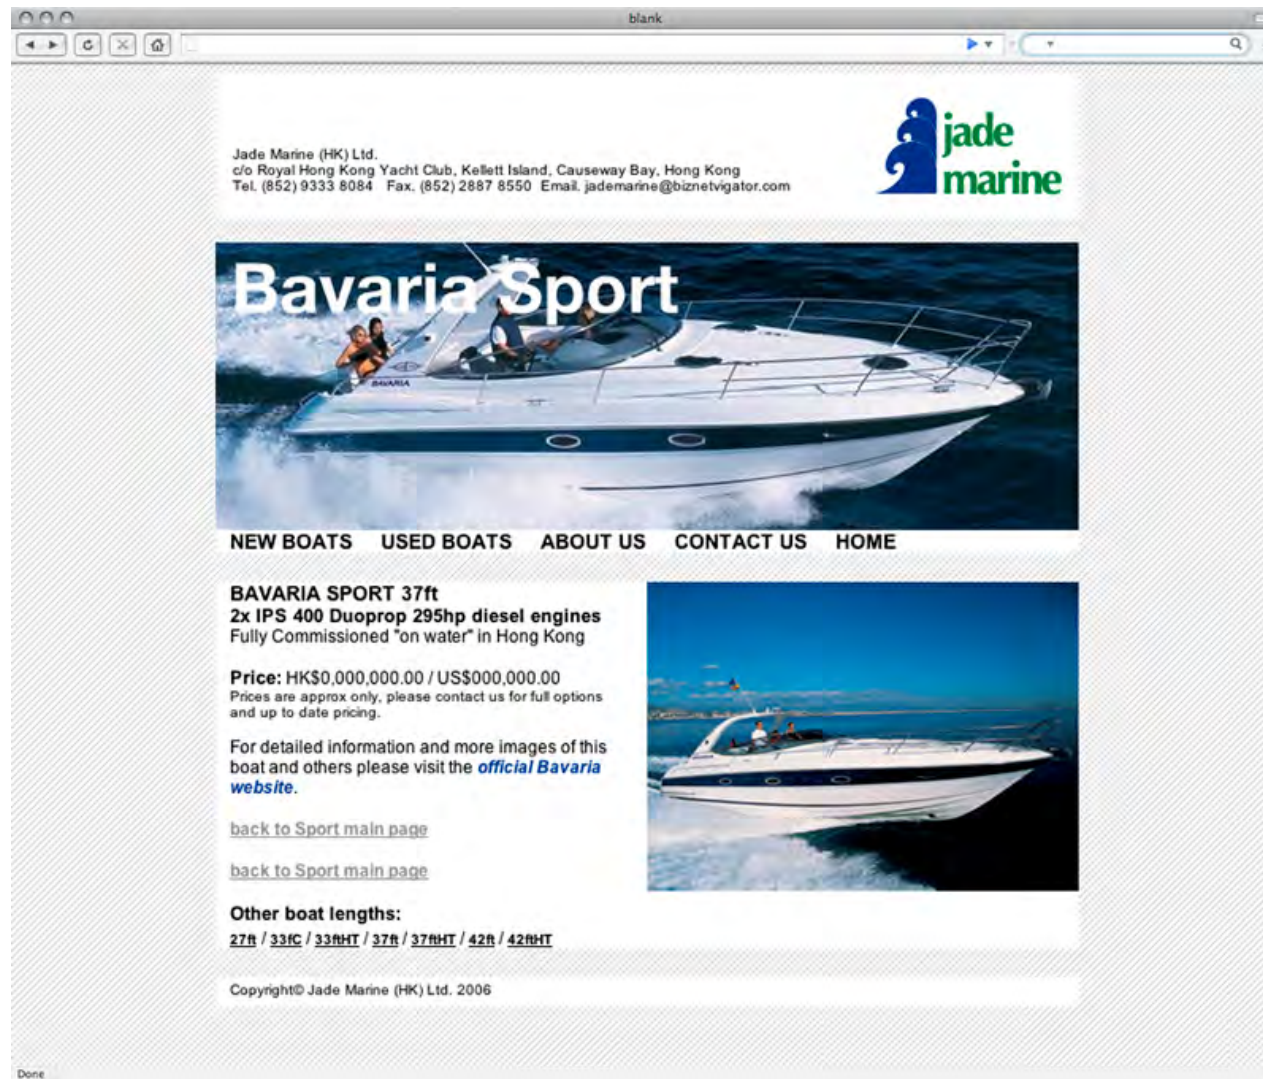 blank
Jade Marine (HK) Ltd.
c/o Royal Hong Kong Yacht Club, Kellett Island, Causeway Bay, Hong Kong
Tel. (852) 9333 8084   Fax. (852) 2887 8550  Email. jademarine@biznetvigator.com
jade
marine
Bavaria Sport
BAVARIA
NEW BOATS   USED BOATS   ABOUT US   CONTACT US   HOME
BAVARIA SPORT 37ft
2x IPS 400 Duoprop 295hp diesel engines
Fully Commissioned "on water" in Hong Kong
Price: HK$0,000,000.00 / US$000,000.00
Prices are approx only, please contact us for full options
and up to date pricing.
For detailed information and more images of this
boat and others please visit the official Bavaria
website.
back to Sport main page
back to Sport main page
Other boat lengths:
27ft / 33fC / 33ftHT / 37ft / 37ftHT / 42ft / 42ftHT
Copyright© Jade Marine (HK) Ltd. 2006
Done